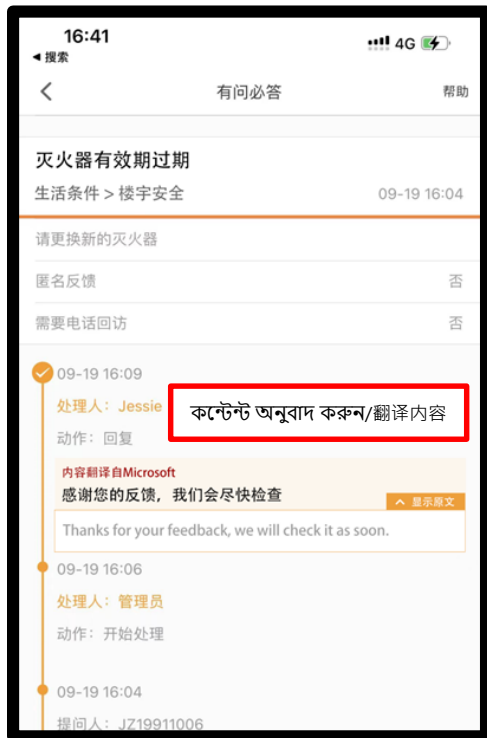 16:41
4G
搜索
有问必答
帮助
灭火器有效期过期
生活条件 > 楼宇安全
09-19 16:04
请更换新的灭火器
匿名反馈
否
需要电话回访
否
09-19 16:09
处理人：Jessie
কন্টেন্ট অনুবাদ করুন/翻译内容
动作：回复
内容翻译自Microsoft
感谢您的反馈，我们会尽快检查
显示原文
Thanks for your feedback, we will check it as soon.
09-19 16:06
处理人：管理员
动作：开始处理
09-19 16:04
提问人：JZ19911006